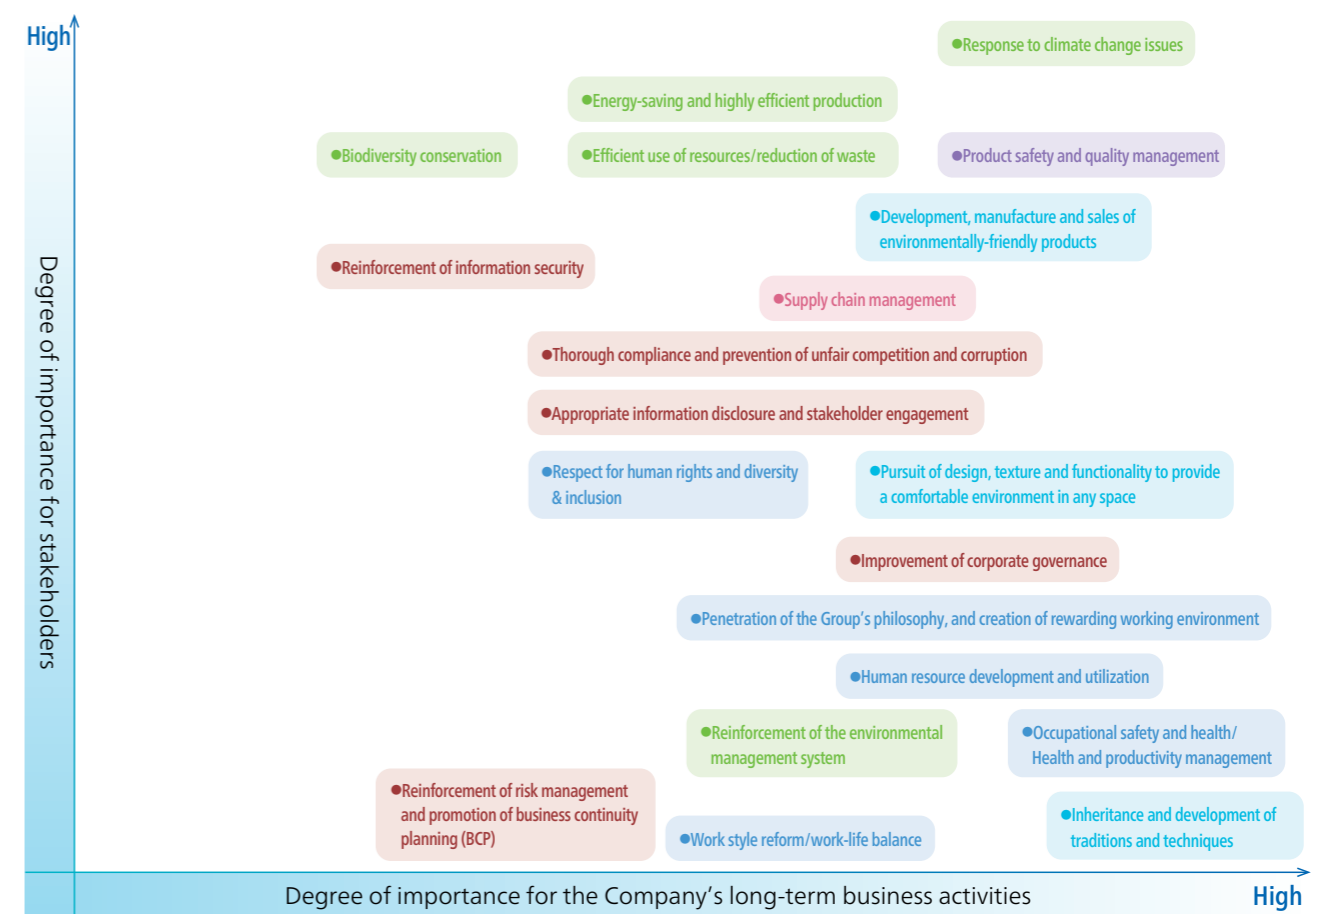 High
Degree of importance for stakeholders
●Response to climate change issues
●Energy-saving and highly efficient production
●Biodiversity conservation
●Efficient use of resources/reduction of waste
●Product safety and quality management
●Development, manufacture and sales of
environmentally-friendly products
●Reinforcement of information security
●Supply chain management
●Thorough compliance and prevention of unfair competition and corruption
●Appropriate information disclosure and stakeholder engagement
●Respect for human rights and diversity
& inclusion
●Pursuit of design, texture and functionality to provide
a comfortable environment in any space
●Improvement of corporate governance
●Penetration of the Group’s philosophy, and creation of rewarding working environment
●Human resource development and utilization
●Reinforcement of the environmental
management system
●Occupational safety and health/
Health and productivity management
●Reinforcement of risk management
and promotion of business continuity
planning (BCP)
●Work style reform/work-life balance
●Inheritance and development of
traditions and techniques
Degree of importance for the Company’s long-term business activities
High